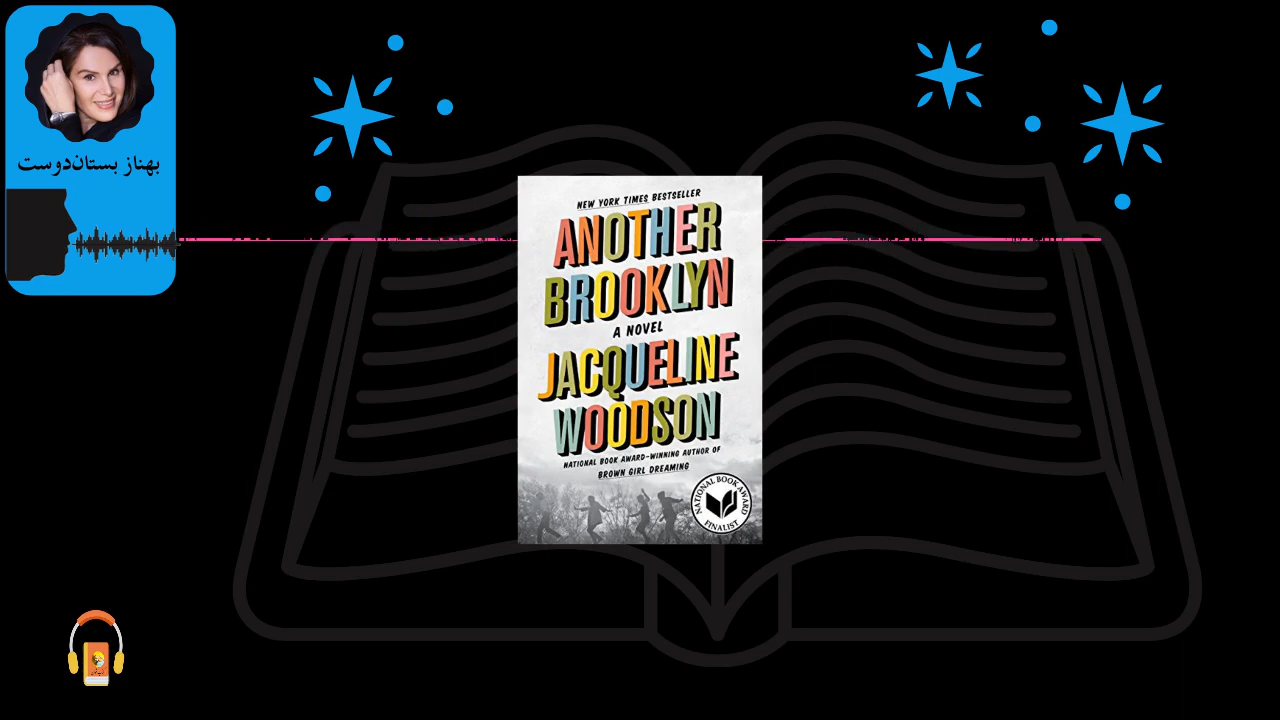 بهناز بستان‌دوست
NEW YORK TIMES BESTSELLER
ANOTHER
BROOKLYN
A NOVEL
JACQUELINE
WOODSON
NATIONAL BOOK AWARD-WINNING AUTHOR OF
BROWN GIRL DREAMING
NATIONAL BOOK AWARD
FINALIST